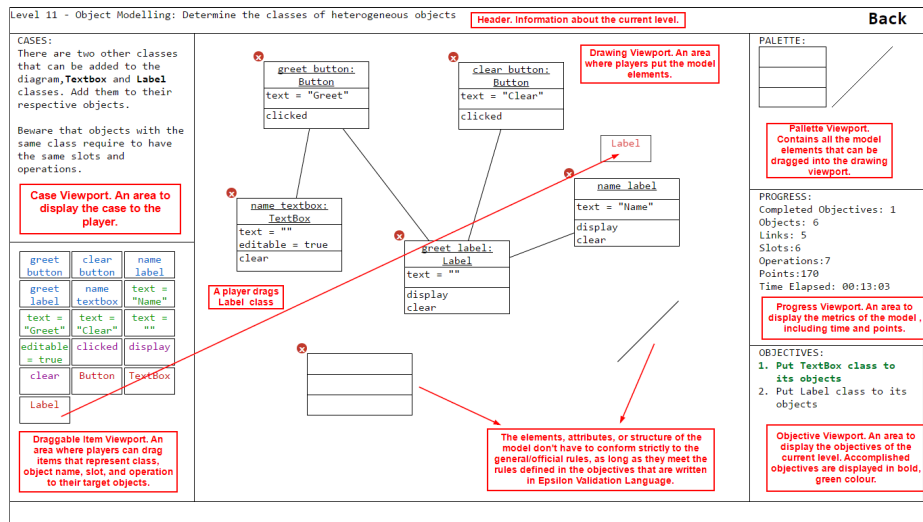 Level 11 - Object Modelling: Determine the classes of heterogeneous objects
Header. Information about the current level.
Back
CASES:
There are two other classes
that can be added to the
diagram,Textbox and Label
classes. Add them to their
respective objects.
Beware that objects with the
same class require to have
the same slots and
operations.
Case Viewport. An area to
display the case to the
player.
greet
button
clear
button
name
label
greet
label
name
textbox
text =
"Name"
text =
"Greet"
text =
"Clear"
text =
""
editable
= true
clicked
display
clear
Button
TextBox
Label
Draggable Item Viewport. An
area where players can drag
items that represent class,
object name, slot, and operation
to their target objects.
x
greet button:
Button
text = "Greet"
clicked
x
clear button:
Button
text = "Clear"
clicked
Drawing Viewport. An area
where players put the model
elements.
Label
x
name label
text = "Name"
display
clear
x
name textbox:
TextBox
text = ""
editable = true
clear
x
greet label:
Label
text = ""
display
clear
A player drags
Label class
x
The elements, attributes, or structure of the
model don't have to conform strictly to the
general/official rules, as long as they meet the
rules defined in the objectives that are written
in Epsilon Validation Language.
PALETTE:
Pallette Viewport.
Contains all the model
elements that can be
dragged into the drawing
viewport.
PROGRESS:
Completed Objectives: 1
Objects: 6
Links: 5
Slots:6
Operations:7
Points:170
Time Elapsed: 00:13:03
Progress Viewport. An area to
display the metrics of the model ,
including time and points.
OBJECTIVES:
1. Put TextBox class to
its objects
2. Put Label class to its
objects
Objective Viewport. An area to
display the objectives of the
current level. Accomplished
objectives are displayed in bold,
green colour.